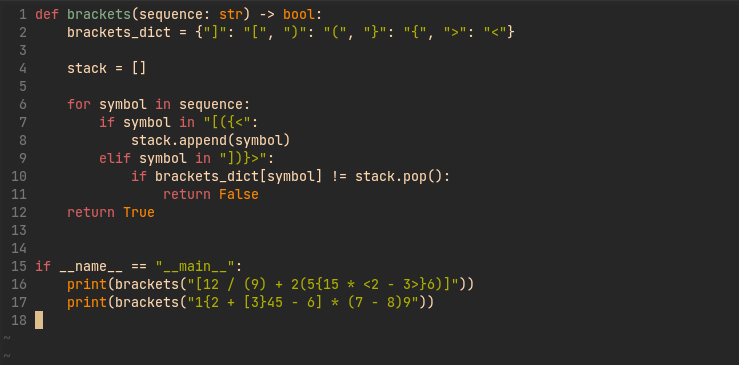 1 def brackets(sequence: str) -> bool:
2     brackets_dict = {"]": "[", ")": "(", "}": "{", ">": "<"}
3
4     stack = []
5
6     for symbol in sequence:
7         if symbol in "[({<":
8             stack.append(symbol)
9         elif symbol in "])}>":
10             if brackets_dict[symbol] != stack.pop():
11                 return False
12     return True
13
14
15 if __name__ == "__main__":
16     print(brackets("[12 / (9) + 2(5{15 * <2 - 3>}6)]"))
17     print(brackets("1{2 + [3}45 - 6] * (7 - 8)9"))
18
~
~